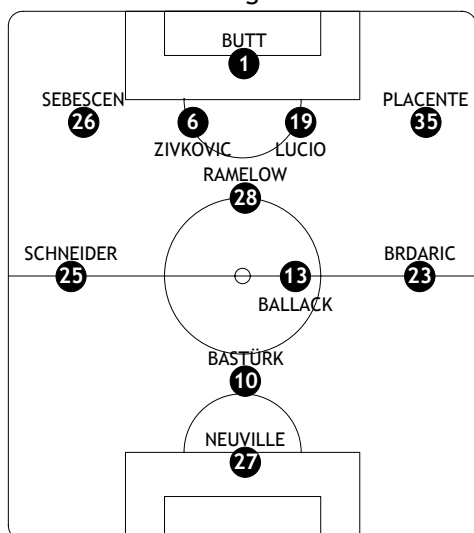 BUTT
1
SEBESCEN
PLACENTE
26
6
19
35
ZIVKOVIC
LUCIO
RAMELOW
28
SCHNEIDER
BRDARIC
25
13
23
BALLACK
BASTÜRK
10
NEUVILLE
27